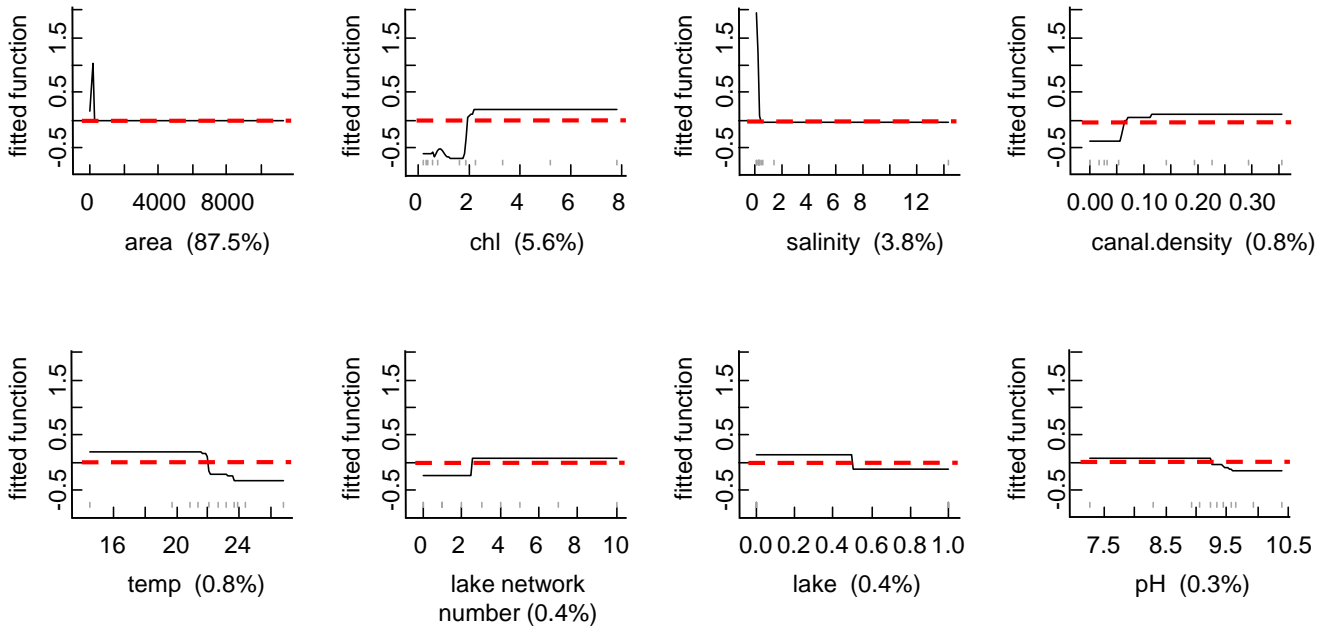 fitted function
-0.5 0.5 1.5
0 4000 8000
area (87.5%)
fitted function
-0.5 0.5 1.5
0 2 4 6 8
chl (5.6%)
fitted function
-0.5 0.5 1.5
0 2 4 6 8 12
salinity (3.8%)
fitted function
-0.5 0.5 1.5
0.00 0.10 0.20 0.30
canal.density (0.8%)
fitted function
-0.5 0.5 1.5
16 20 24
temp (0.8%)
fitted function
-0.5 0.5 1.5
0 2 4 6 8 10
lake network
number (0.4%)
fitted function
-0.5 0.5 1.5
0.0 0.2 0.4 0.6 0.8 1.0
lake (0.4%)
fitted function
-0.5 0.5 1.5
7.5 8.5 9.5 10.5
pH (0.3%)